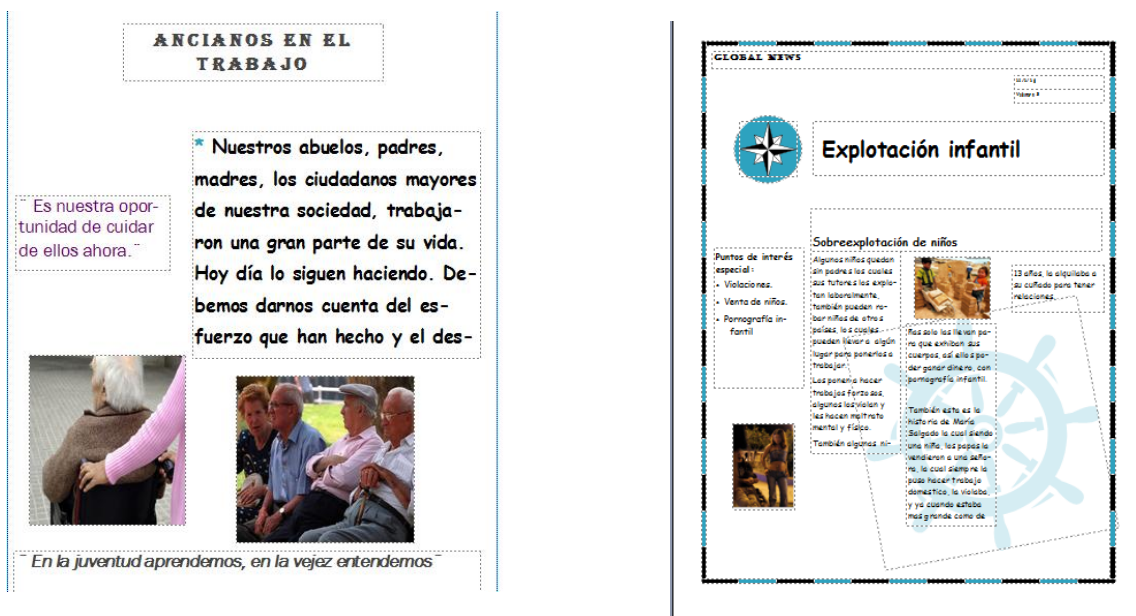 ANCIANOS EN EL
TRABAJO
* Nuestros abuelos, padres,
madres, los ciudadanos mayores
de nuestra sociedad, trabaja-
ron una gran parte de su vida.
Hoy día lo siguen haciendo. De-
bemos darnos cuenta del es-
fuerzo que han hecho y el des-
¨ Es nuestra opor-
tunidad de cuidar
de ellos ahora.¨
¨ En la juventud aprendemos, en la vejez entendemos¨
GLOBAL NEWS
Explotación infantil
Sobreexplotación de niños
Puntos de interés
especial:
• Violaciones.
• Venta de niños.
• Pornografía in-
fantil
Algunos niños quedan
sin padres los cuales
sus tutores los explo-
tan laboralmente,
también pueden ro-
bar niños de otros
países, los cuales
pueden llevar a algún
lugar para ponerlos a
trabajar.
Los ponen a hacer
trabajos forzosos,
algunos los violan y
les hacen maltrato
mental y físico.
También algunas ni-
ñas solo las llevan pa-
ra que exhiban sus
cuerpos, así ellos po-
der ganar dinero, con
pornografía infantil.
También esta es la
historia de María
Salgado la cual siendo
una niña, los papas la
vendieron a una seño-
ra, la cual siempre la
puso hacer trabajo
domestico, la violaba,
y ya cuando estaba
mas grande como de
13 años, la alquilaba a
su cuñado para tener
relaciones.